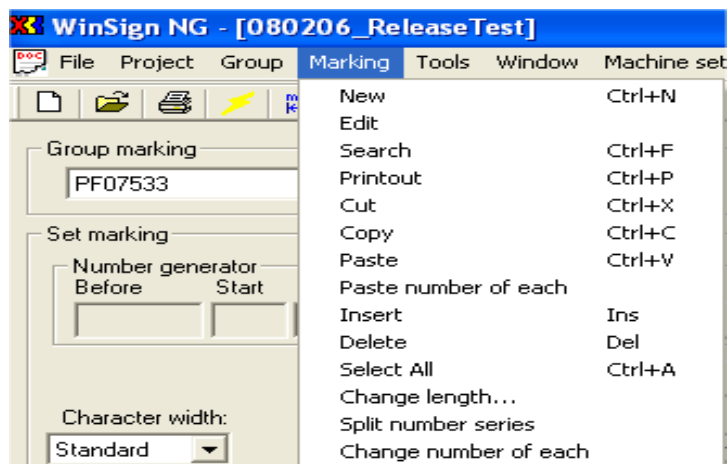 WinSign NG - [080206_ReleaseTest]
File Project Group Marking Tools Window Machine set
New Ctrl+N
Edit
Search Ctrl+F
Printout Ctrl+P
Cut Ctrl+X
Copy Ctrl+C
Paste Ctrl+V
Paste number of each
Insert Ins
Delete Del
Select All Ctrl+A
Change length...
Split number series
Change number of each
Group marking
PF07533
Set marking
Number generator
Before Start
Character width:
Standard